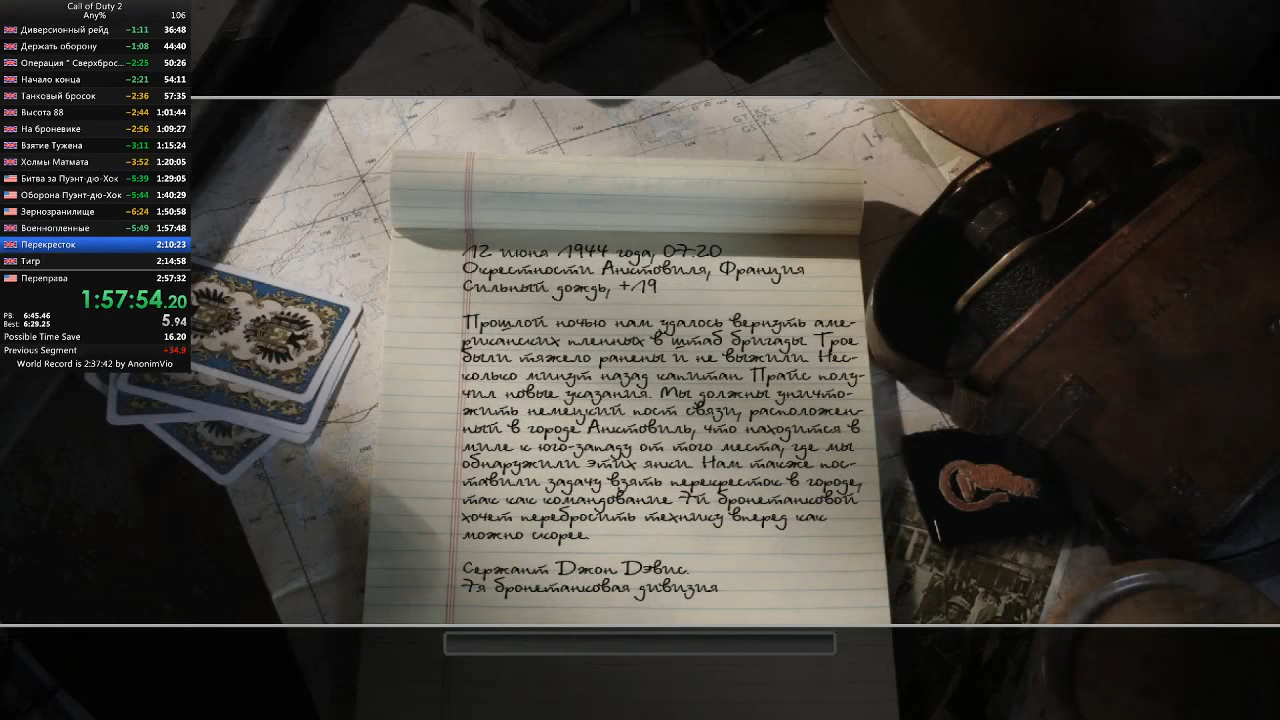 Call of Duty 2
Any% 106
Диверсионный рейд −1:11 36:48
Держать оборону −1:08 44:40
Операция " Сверхброс... −2:25 50:26
Начало конца −2:21 54:11
Танковый бросок −2:36 57:35
Высота 88 −2:44 1:01:44
На броневике −2:56 1:09:27
Взятие Тужена −3:11 1:15:24
Холмы Матмата −3:52 1:20:05
Битва за Пуэнт-дю-Хок −5:39 1:29:05
Оборона Пуэнт-дю-Хок −5:44 1:40:29
Зернозранилище −6:24 1:50:58
Военнопленные −5:49 1:57:48
Перекресток 2:10:23
Тигр 2:14:58
Переправа 2:57:32
1:57:54.20
PB: 6:45.46
Best: 6:29.25 5.94
Possible Time Save 16.20
Previous Segment +34.9
World Record is 2:37:42 by AnonimVio
12 июня 1944 года, 07:20
Окрестности Анктовиля, Франция
Сильный дождь, +19
Прошлой ночью нам удалось вернуть аме-
риканских пленных в штаб бригады. Трое
были тяжело ранены и не выжили. Нес-
колько минут назад капитан Прайс полу-
чил новые указания. Мы должны уничто-
жить немецкий пост связи, расположен-
ный в городе Анктовиль, что находится в
миле к юго-западу от того места, где мы
обнаружили этих янки. Нам также пос-
тавили задачу взять перекресток в городе,
так как командование 7й бронетанковой
хочет перебросить технику вперед как
можно скорее.
Сержант Джон Дэвис.
7я бронетанковая дивизия